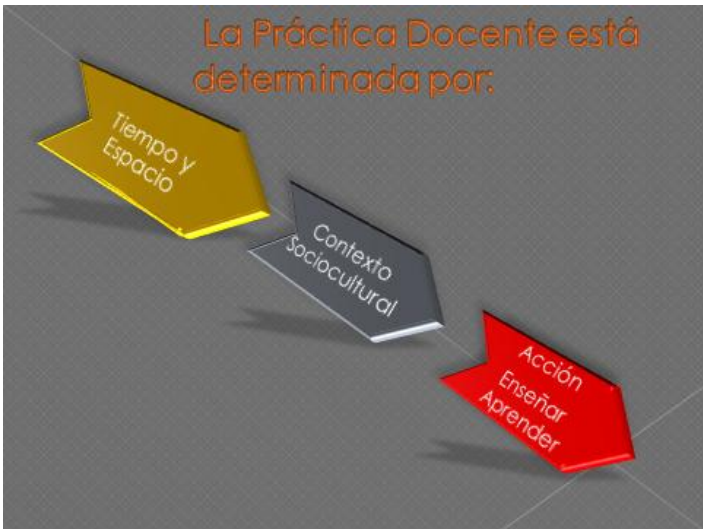 La Práctica Docente está
determinada por:
Tiempo y
Espacio
Contexto
Sociocultural
Acción
Enseñar
Aprender